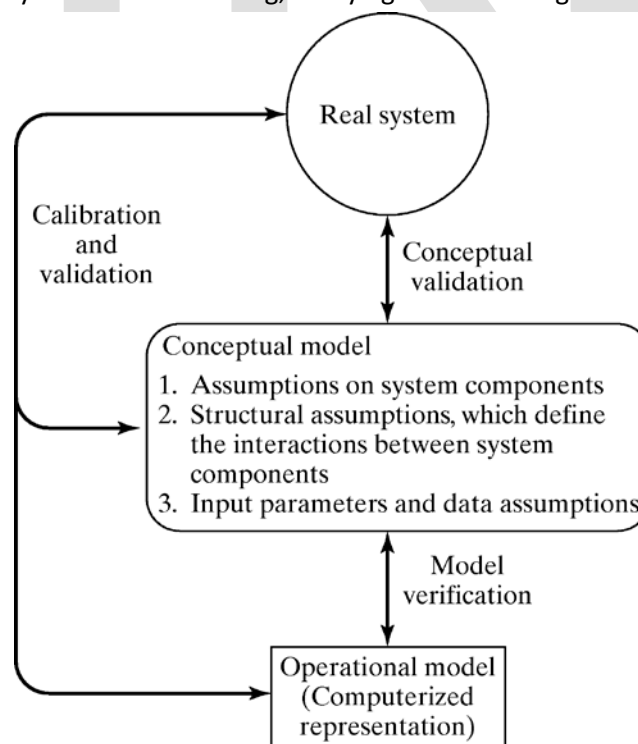 Real system
Calibration
and
validation
Conceptual
validation
Conceptual model
1. Assumptions on system components
2. Structural assumptions, which define
the interactions between system
components
3. Input parameters and data assumptions
Model
verification
Operational model
(Computerized
representation)